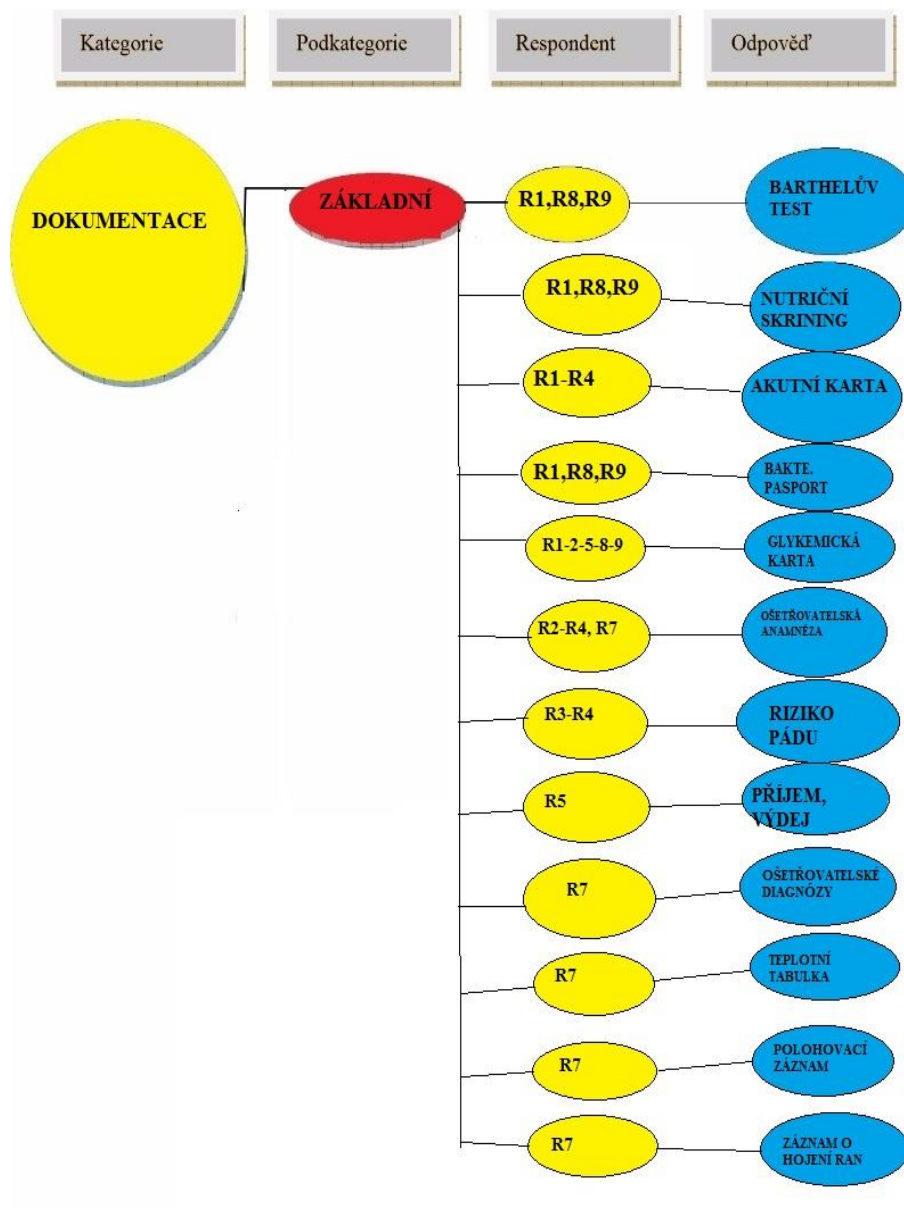 Kategorie
Podkategorie
Respondent
Odpověď
DOKUMENTACE
ZÁKLADNÍ
R1,R8,R9
BARTHELŮV
TEST
R1,R8,R9
NUTRIČNÍ
SKRINING
R1-R4
AKUTNÍ KARTA
R1,R8,R9
BAKTE.
PASPORT
R1-2-5-8-9
GLYKEMICKÁ
KARTA
R2-R4, R7
OŠETŘOVATELSKÁ
ANAMNÉZA
R3-R4
RIZIKO
PÁDU
R5
PŘÍJEM,
VÝDEJ
R7
OŠETŘOVATELSKÉ
DIAGNÓZY
R7
TEPLOTNÍ
TABULKA
R7
POLOHOVACÍ
ZÁZNAM
R7
ZÁZNAM O
HOJENÍ RAN